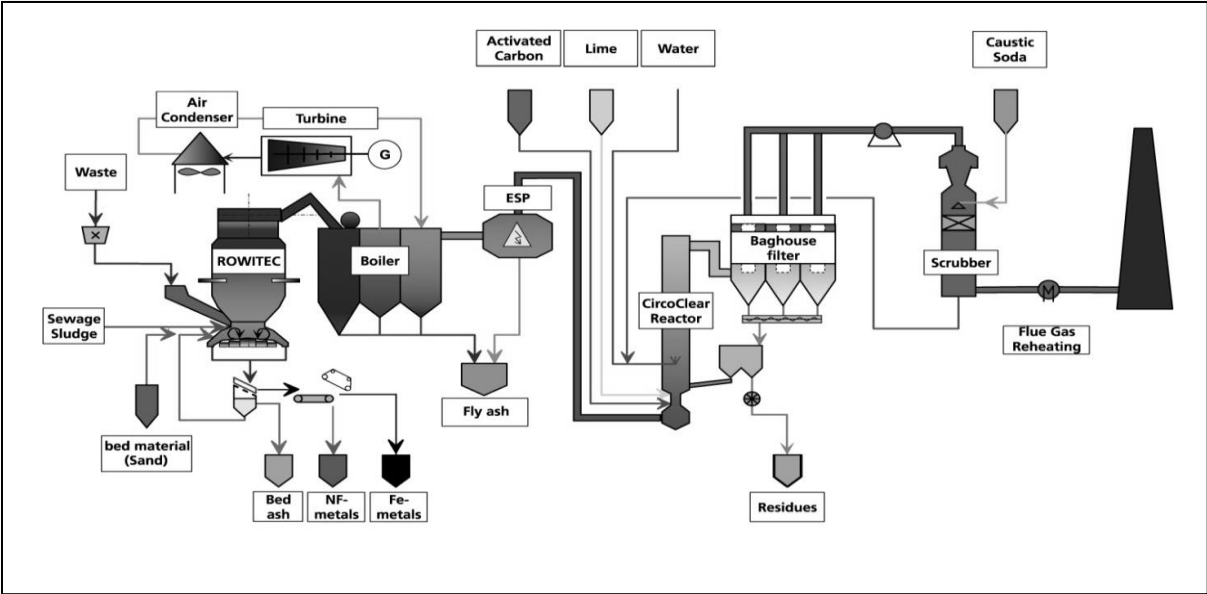 Activated
Carbon
Lime
Water
Caustic
Soda
Air
Condenser
Turbine
G
Waste
ESP
ROWITEC
Boiler
Baghouse
filter
Scrubber
CircoClear
Reactor
M
Sewage
Sludge
Flue Gas
Reheating
Fly ash
bed material
(Sand)
Bed
ash
NF-
metals
Fe-
metals
Residues